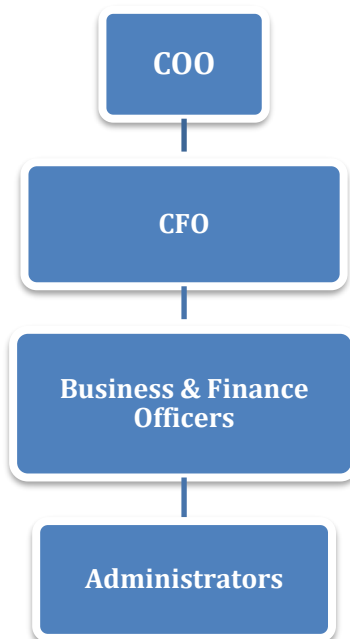 COO
CFO
Business & Finance
Officers
Administrators